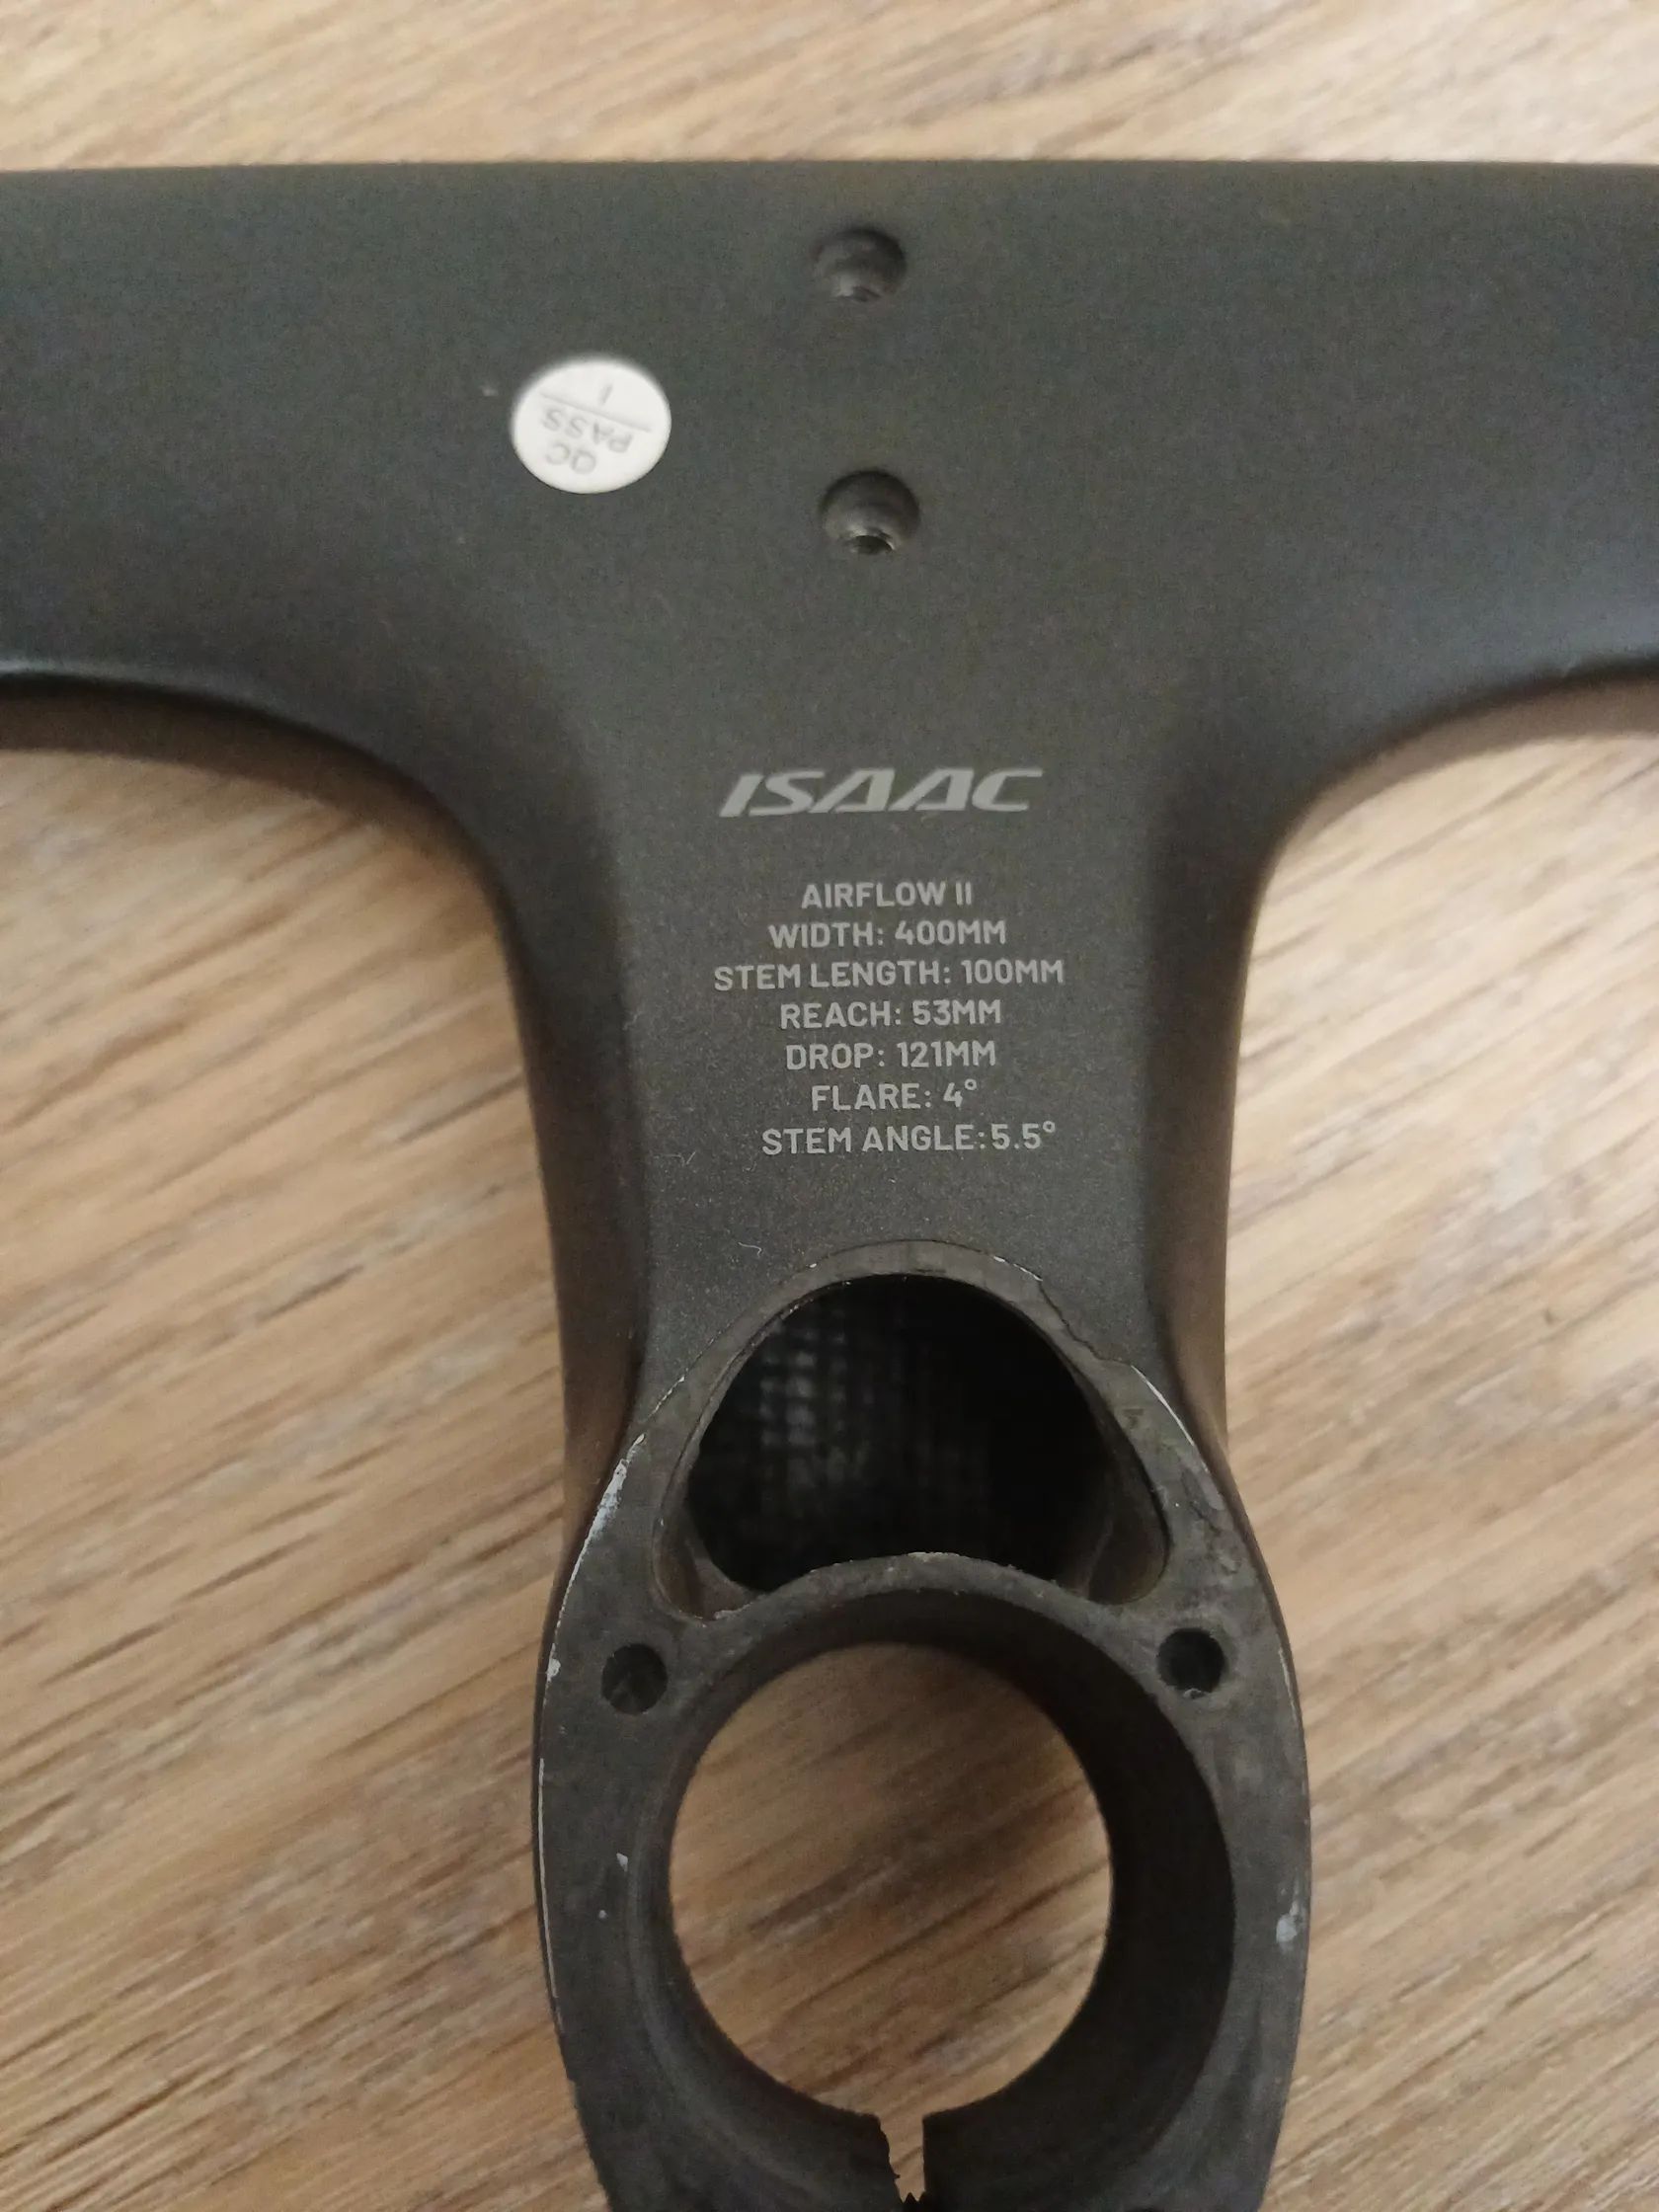 QC
PASS
1
ISAAC
AIRFLOW II
WIDTH: 400MM
STEM LENGTH: 100MM
REACH: 53MM
DROP: 121MM
FLARE: 4°
STEM ANGLE:5.5°